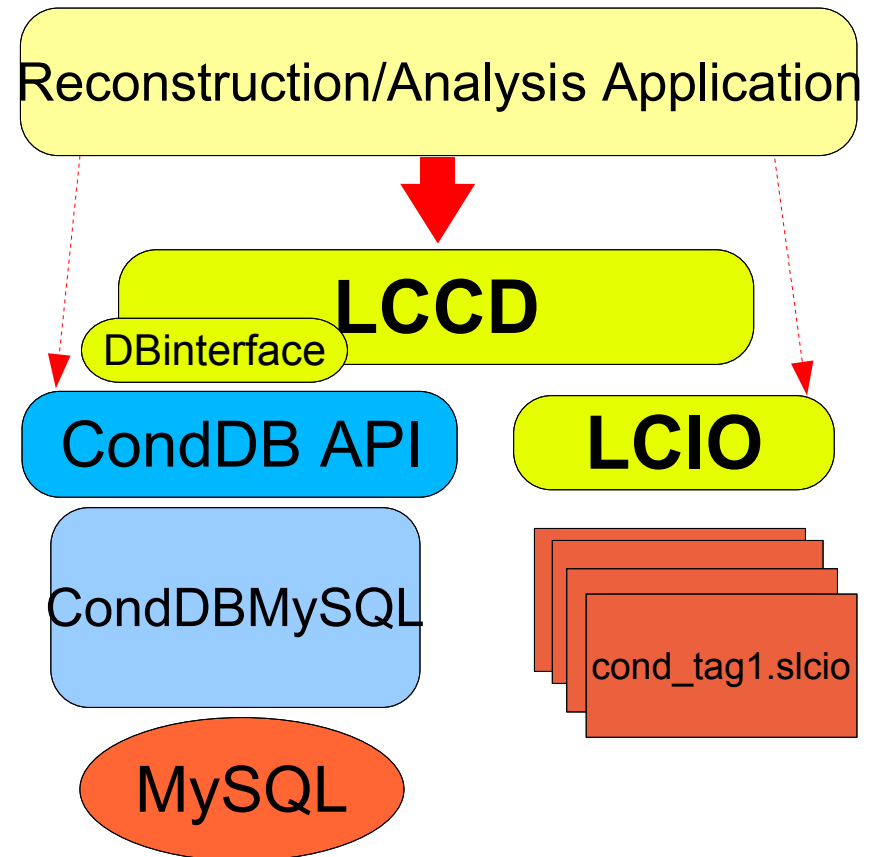 Reconstruction/Analysis Application
LCCD
DBinterface
CondDB API
LCIO
CondDBMySQL
cond_tag1.slcio
MySQL